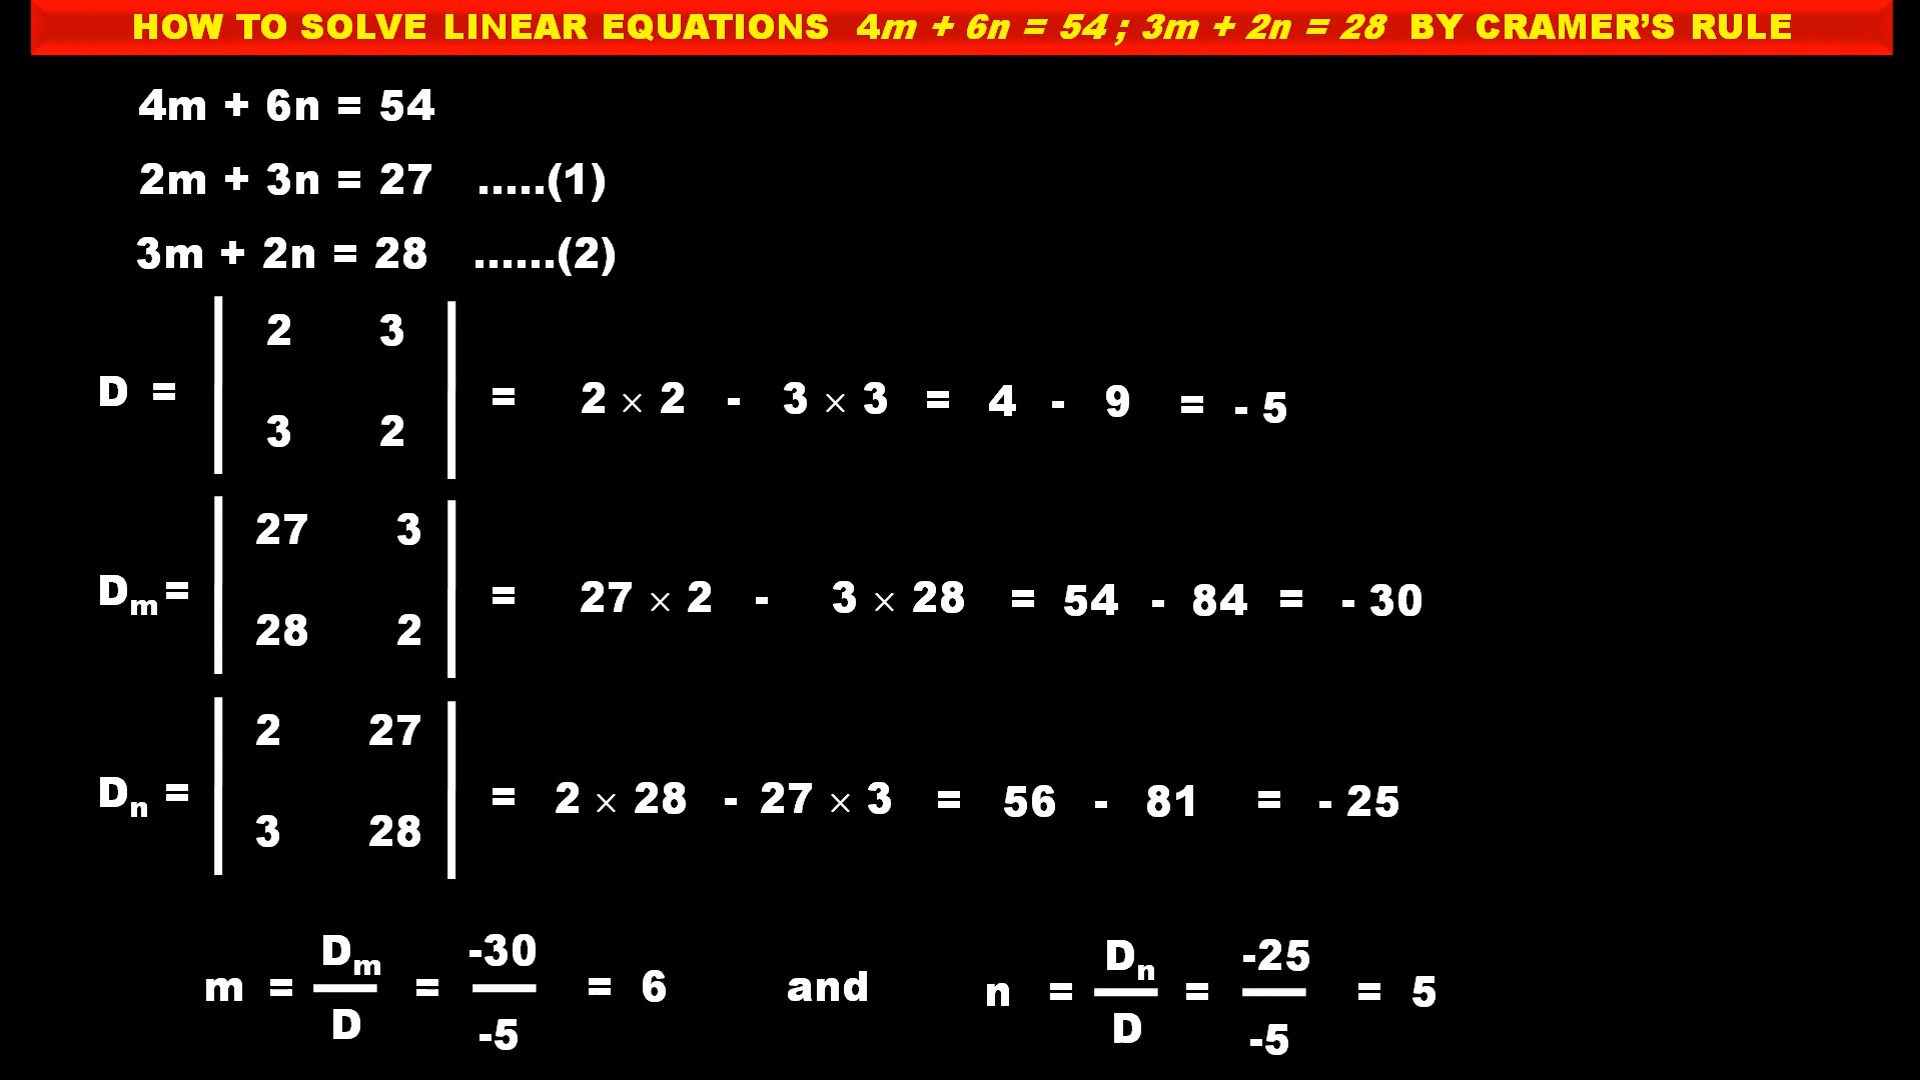 HOW TO SOLVE LINEAR EQUATIONS 4m + 6n = 54 ; 3m + 2n = 28 BY CRAMER’S RULE
4m + 6n = 54
2m + 3n = 27 .....(1)
3m + 2n = 28 ......(2)
2 3
D = = 2 × 2 - 3 × 3 = 4 - 9 = - 5
3 2
27 3
Dm = = 27 × 2 - 3 × 28 = 54 - 84 = - 30
28 2
2 27
Dn = = 2 × 28 - 27 × 3 = 56 - 81 = - 25
3 28
Dm -30 Dn -25
m = = = 6 and n = = = 5
D -5 D -5